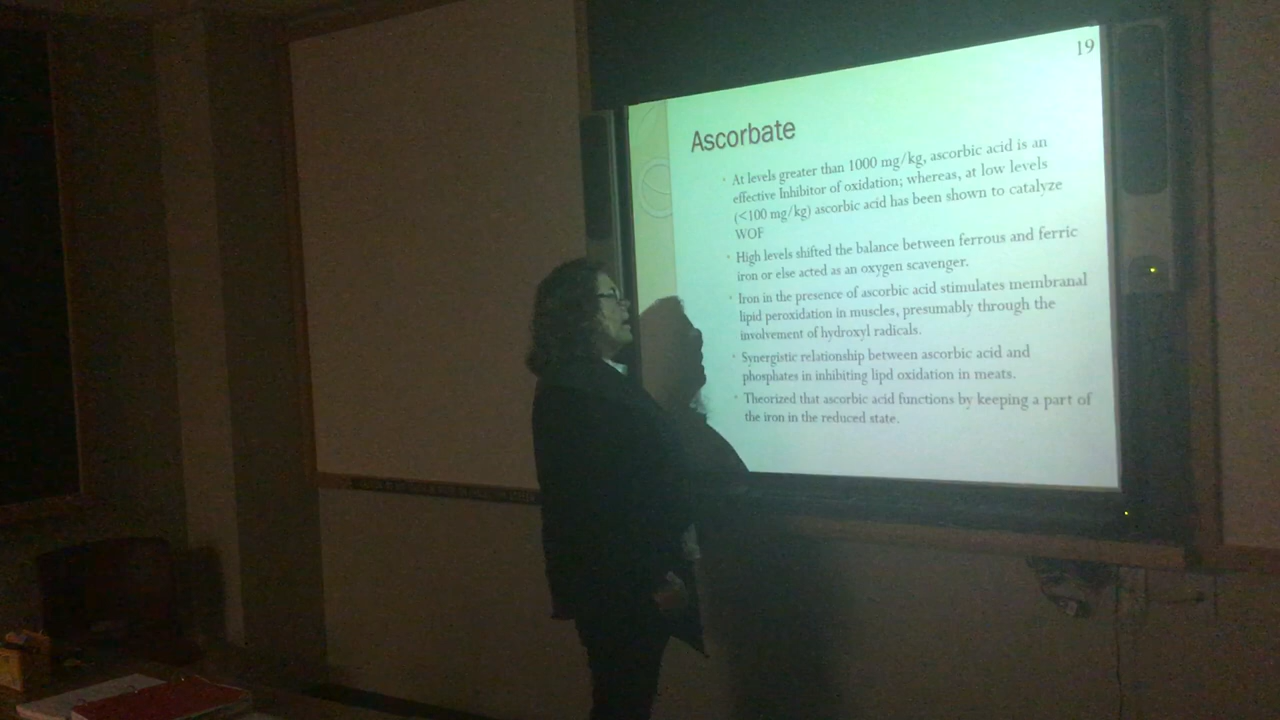 19
Ascorbate
• At levels greater than 1000 mg/kg, ascorbic acid is an
effective Inhibitor of oxidation; whereas, at low levels
(<100 mg/kg) ascorbic acid has been shown to catalyze
WOF
• High levels shifted the balance between ferrous and ferric
iron or else acted as an oxygen scavenger.
• Iron in the presence of ascorbic acid stimulates membranal
lipid peroxidation in muscles, presumably through the
involvement of hydroxyl radicals.
• Synergistic relationship between ascorbic acid and
phosphates in inhibiting lipd oxidation in meats.
• Theorized that ascorbic acid functions by keeping a part of
the iron in the reduced state.